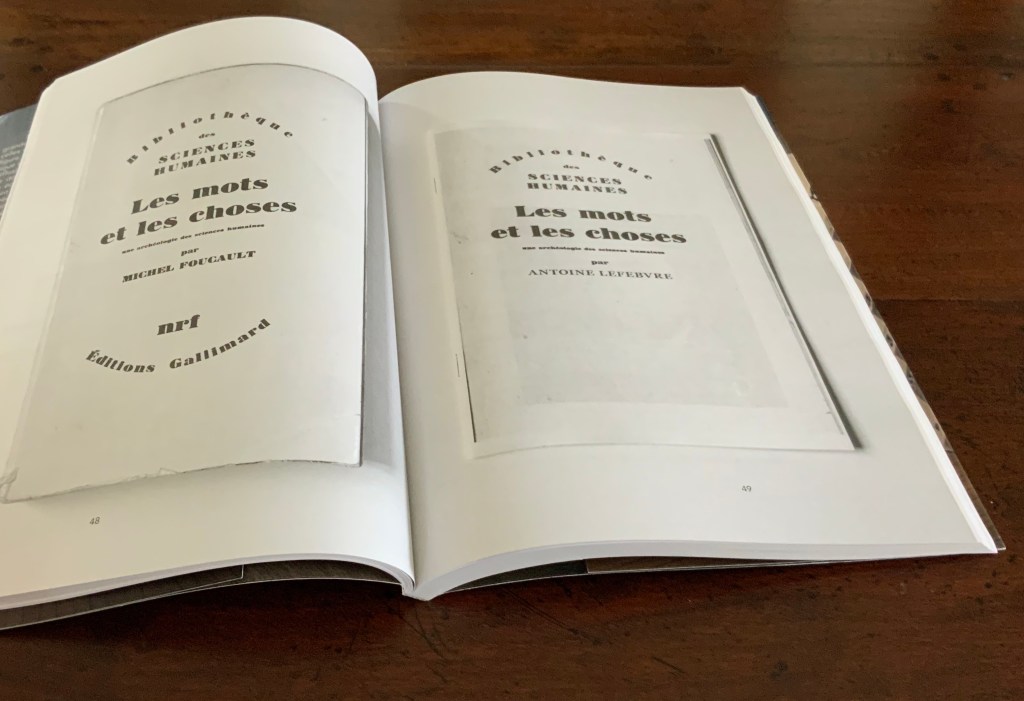 Bibliothèque
des
SCIENCES
HUMAINES
Les mots
et les choses
une archéologie des sciences humaines
par
MICHEL FOUCAULT
nrf
Éditions Gallimard
48
Bibliothèque
des
SCIENCES
HUMAINES
Les mots
et les choses
une archéologie des sciences humaines
par
ANTOINE LEFEBVRE
49